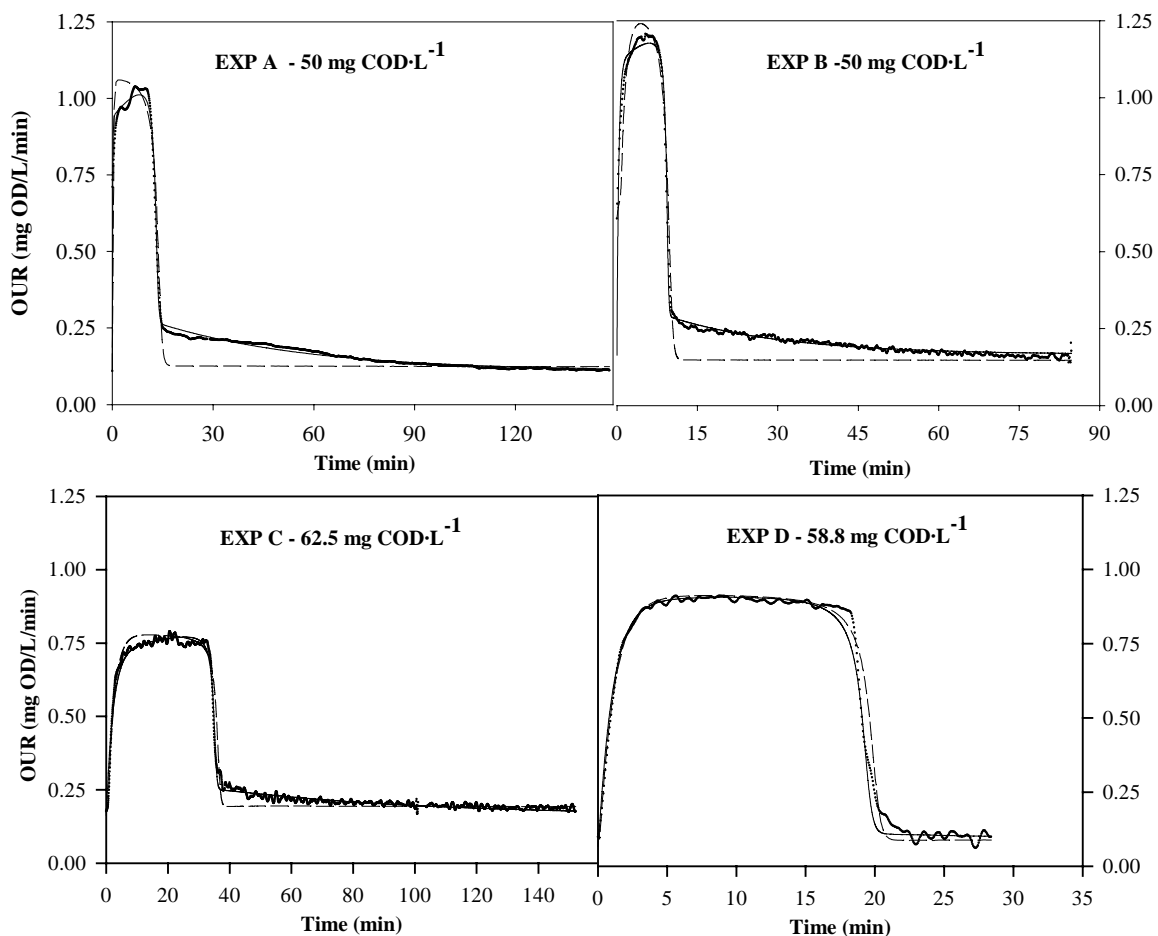 EXP A - 50 mg COD·L-1
OUR (mg OD/L/min)
1.25
1.00
0.75
0.50
0.25
0.00
0 30 60 90 120
Time (min)
EXP B -50 mg COD·L-1
1.25
1.00
0.75
0.50
0.25
0.00
0 15 30 45 60 75 90
Time (min)
EXP C - 62.5 mg COD·L-1
OUR (mg OD/L/min)
1.25
1.00
0.75
0.50
0.25
0.00
0 20 40 60 80 100 120 140
Time (min)
EXP D - 58.8 mg COD·L-1
1.25
1.00
0.75
0.50
0.25
0.00
0 5 10 15 20 25 30 35
Time (min)